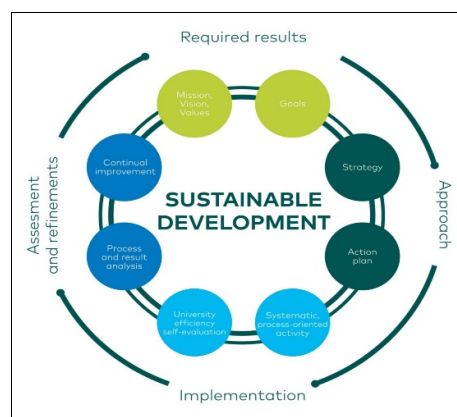 Required results
Mission,
Vision,
Values
Goals
Continual
improvement
Strategy
SUSTAINABLE
DEVELOPMENT
Assesment
and refinements
Approach
Process
and result
analysis
Action
plan
University
efficiency
self-evaluation
Systematic,
process-oriented
activity
Implementation